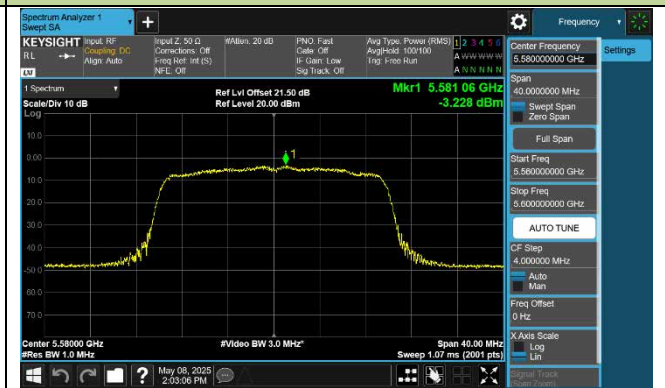 Spectrum Analyzer 1
Swept SA
Frequency
KEYSIGHT
RL
Input: RF
Coupling: DC
Align: Auto
Input Z: 50 Ω
Corrections: Off
Freq Ref: Int (S)
NFE: Off
#Atten: 20 dB
PNO: Fast
Gate: Off
IF Gain: Low
Sig Track: Off
Avg Type: Power (RMS)
Avg|Hold: 100/100
Trig: Free Run
1 2 3 4 5 6
A W W W W W
A N N N N N
LV
1 Spectrum
Scale/Div 10 dB
Log
Ref Lvl Offset 21.50 dB
Ref Level 20.00 dBm
Mkr1 5.581 06 GHz
-3.228 dBm
10.0
0.00
-10.0
-20.0
-30.0
-40.0
-50.0
-60.0
-70.0
1
Center 5.58000 GHz
#Res BW 1.0 MHz
#Video BW 3.0 MHz*
Span 40.00 MHz
Sweep 1.07 ms (2001 pts)
May 08, 2025
2:03:06 PM
Center Frequency
5.580000000 GHz
Settings
Span
40.0000000 MHz
Swept Span
Zero Span
Full Span
Start Freq
5.560000000 GHz
Stop Freq
5.600000000 GHz
AUTO TUNE
CF Step
4.000000 MHz
Auto
Man
Freq Offset
0 Hz
X Axis Scale
Log
Lin
Signal Track
(Span Zoom)